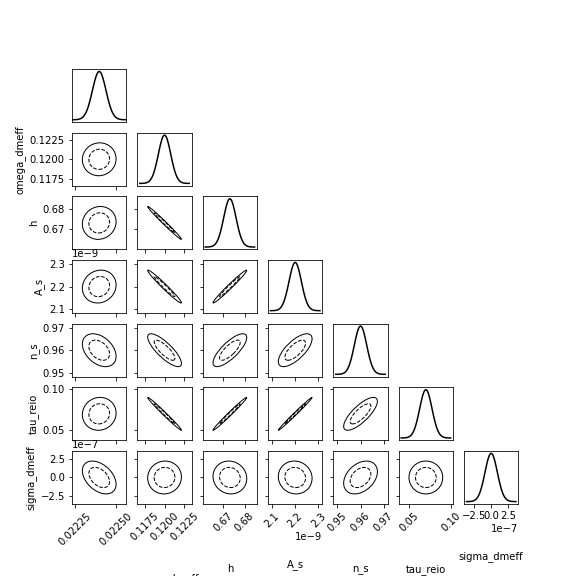 omega_dmeff
0.1225
0.1200
0.1175
h
0.68
0.67
1e−9
A_s
2.3
2.2
2.1
n_s
0.97
0.96
0.95
tau_reio
0.10
0.05
1e−7
sigma_dmeff
2.5
0.0
−2.5
0.02225
0.02250
0.1175
0.1200
0.1225
0.67
0.68
2.1
2.2
2.3
1e−9
0.95
0.96
0.97
0.05
0.10
−2.5
0.0
2.5
1e−7
sigma_dmeff
h
A_s
n_s
tau_reio